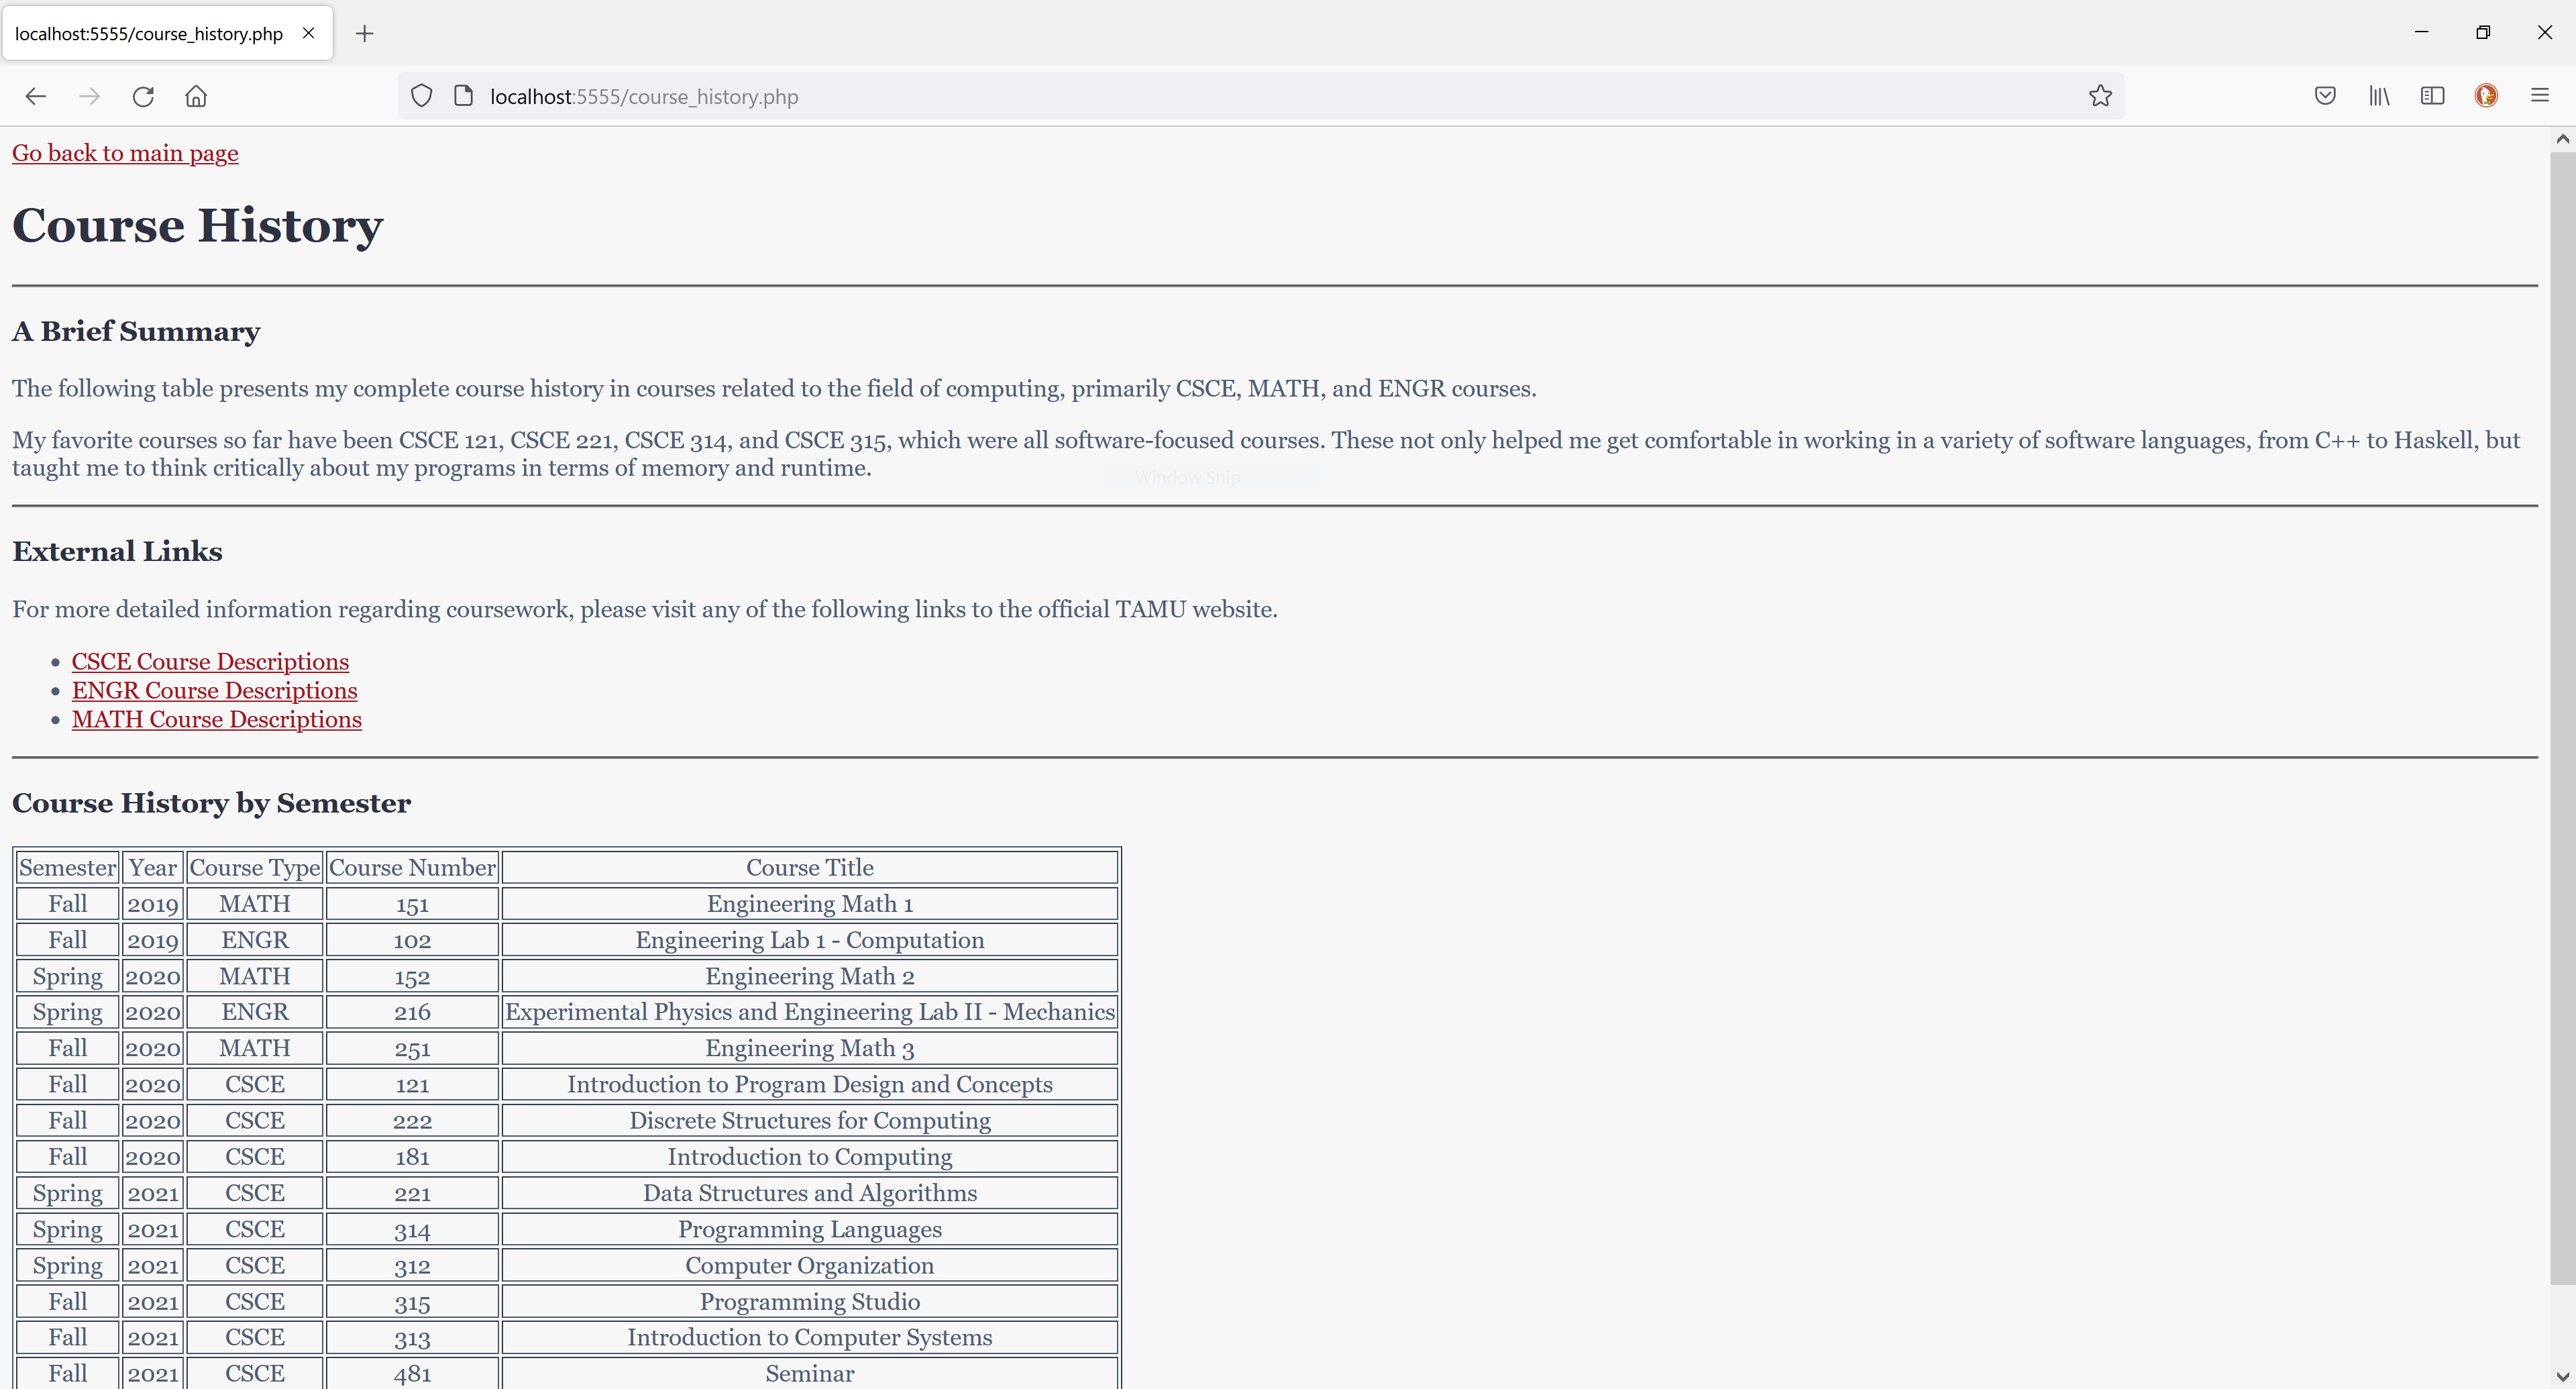 localhost:5555/course_history.php
localhost:5555/course_history.php
Go back to main page
Course History
A Brief Summary
The following table presents my complete course history in courses related to the field of computing, primarily CSCE, MATH, and ENGR courses.
My favorite courses so far have been CSCE 121, CSCE 221, CSCE 314, and CSCE 315, which were all software-focused courses. These not only helped me get comfortable in working in a variety of software languages, from C++ to Haskell, but
taught me to think critically about my programs in terms of memory and runtime.
Window Snip
External Links
For more detailed information regarding coursework, please visit any of the following links to the official TAMU website.
• CSCE Course Descriptions
• ENGR Course Descriptions
• MATH Course Descriptions
Course History by Semester
Semester Year Course Type Course Number Course Title
Fall 2019 MATH 151 Engineering Math 1
Fall 2019 ENGR 102 Engineering Lab 1 - Computation
Spring 2020 MATH 152 Engineering Math 2
Spring 2020 ENGR 216 Experimental Physics and Engineering Lab II - Mechanics
Fall 2020 MATH 251 Engineering Math 3
Fall 2020 CSCE 121 Introduction to Program Design and Concepts
Fall 2020 CSCE 222 Discrete Structures for Computing
Fall 2020 CSCE 181 Introduction to Computing
Spring 2021 CSCE 221 Data Structures and Algorithms
Spring 2021 CSCE 314 Programming Languages
Spring 2021 CSCE 312 Computer Organization
Fall 2021 CSCE 315 Programming Studio
Fall 2021 CSCE 313 Introduction to Computer Systems
Fall 2021 CSCE 481 Seminar